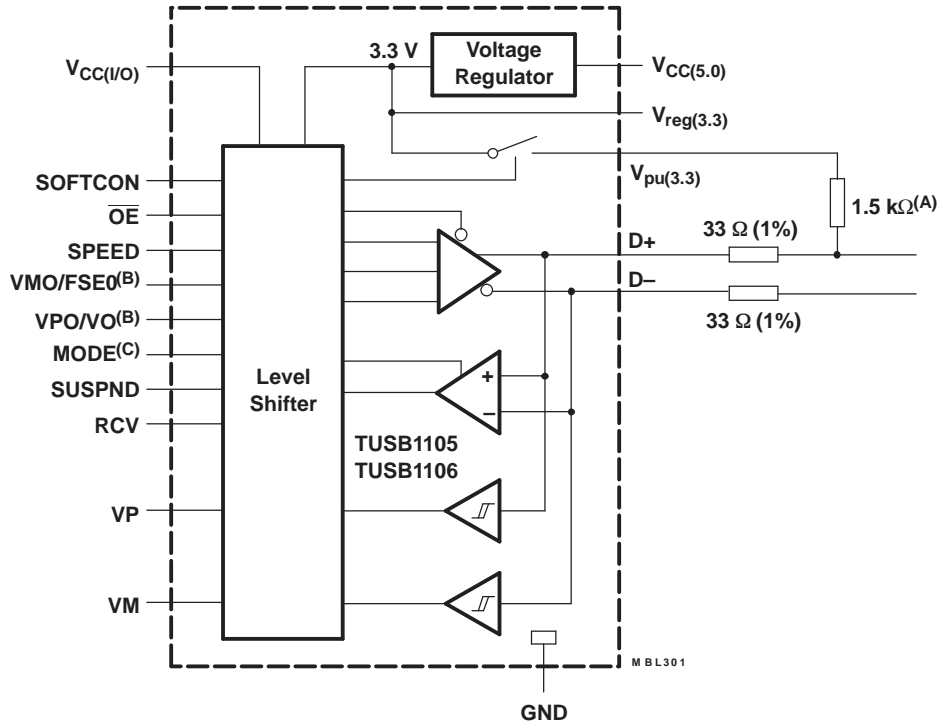 3.3 V
Voltage
Regulator
VCC(I/O)
VCC(5.0)
Vreg(3.3)
Vpu(3.3)
SOFTCON
1.5 kΩ(A)
OE
33 Ω (1%)
SPEED
D+
VMO/FSE0(B)
D–
VPO/VO(B)
33 Ω (1%)
MODE(C)
Level
Shifter
+
SUSPND
–
RCV
TUSB1105
TUSB1106
VP
VM
MBL301
GND